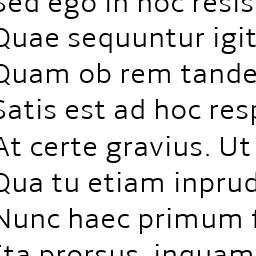 Sed ego in hoc resis
Quae sequuntur igit
Quam ob rem tande
Satis est ad hoc resp
At certe gravius. Ut
Qua tu etiam inprud
Nunc haec primum f
Ita prorsus, inquam